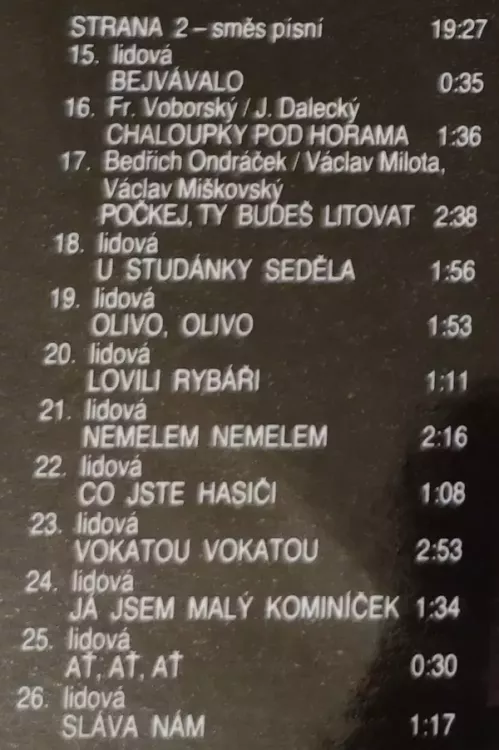 STRANA 2 – směs písní 19:27
15. lidová
BEJVÁVALO 0:35
16. Fr. Voborský / J. Dalecký
CHALOUPKY POD HORAMA 1:36
17. Bedřich Ondráček / Václav Milota,
Václav Miškovský
POČKEJ, TY BUDEŠ LITOVAT 2:38
18. lidová
U STUDÁNKY SEDĚLA 1:56
19. lidová
OLIVO, OLIVO 1:53
20. lidová
LOVILI RYBÁŘI 1:11
21. lidová
NEMELEM NEMELEM 2:16
22. lidová
CO JSTE HASIČI 1:08
23. lidová
VOKATOU VOKATOU 2:53
24. lidová
JÁ JSEM MALÝ KOMINÍČEK 1:34
25. lidová
AŤ, AŤ, AŤ 0:30
26. lidová
SLÁVA NÁM 1:17